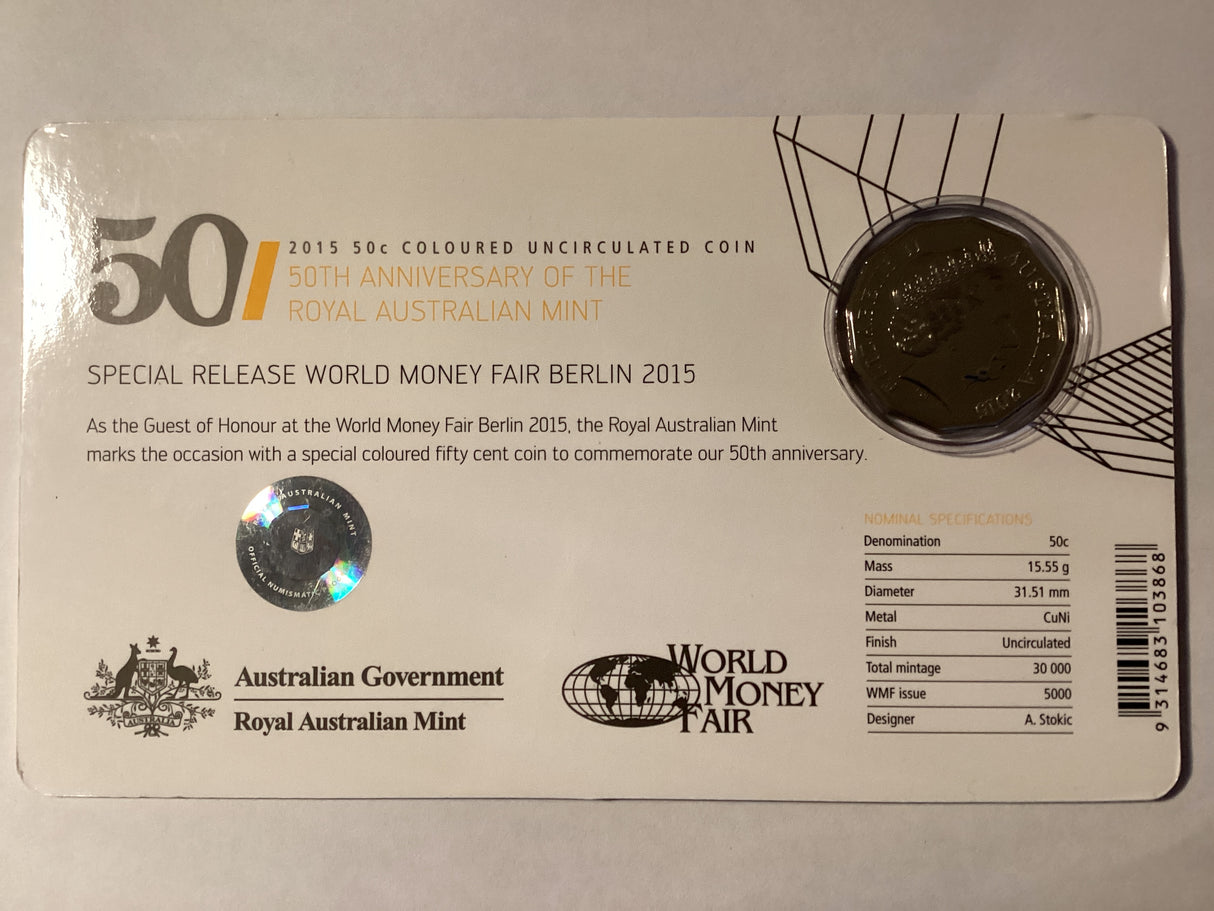 50
2015 50c COLOURED UNCIRCULATED COIN
50TH ANNIVERSARY OF THE
ROYAL AUSTRALIAN MINT
SPECIAL RELEASE WORLD MONEY FAIR BERLIN 2015
As the Guest of Honour at the World Money Fair Berlin 2015, the Royal Australian Mint
marks the occasion with a special coloured fifty cent coin to commemorate our 50th anniversary.
AUSTRALIA 2015
AUSTRALIAN MINT
OFFICIAL
NOMINAL SPECIFICATIONS
Denomination 50c
Mass 15.55 g
Diameter 31.51 mm
Metal CuNi
Finish Uncirculated
Total mintage 30 000
WMF issue 5000
Designer A. Stokic
9 314683 103868
AUSTRALIA
Australian Government
Royal Australian Mint
WORLD
MONEY
FAIR